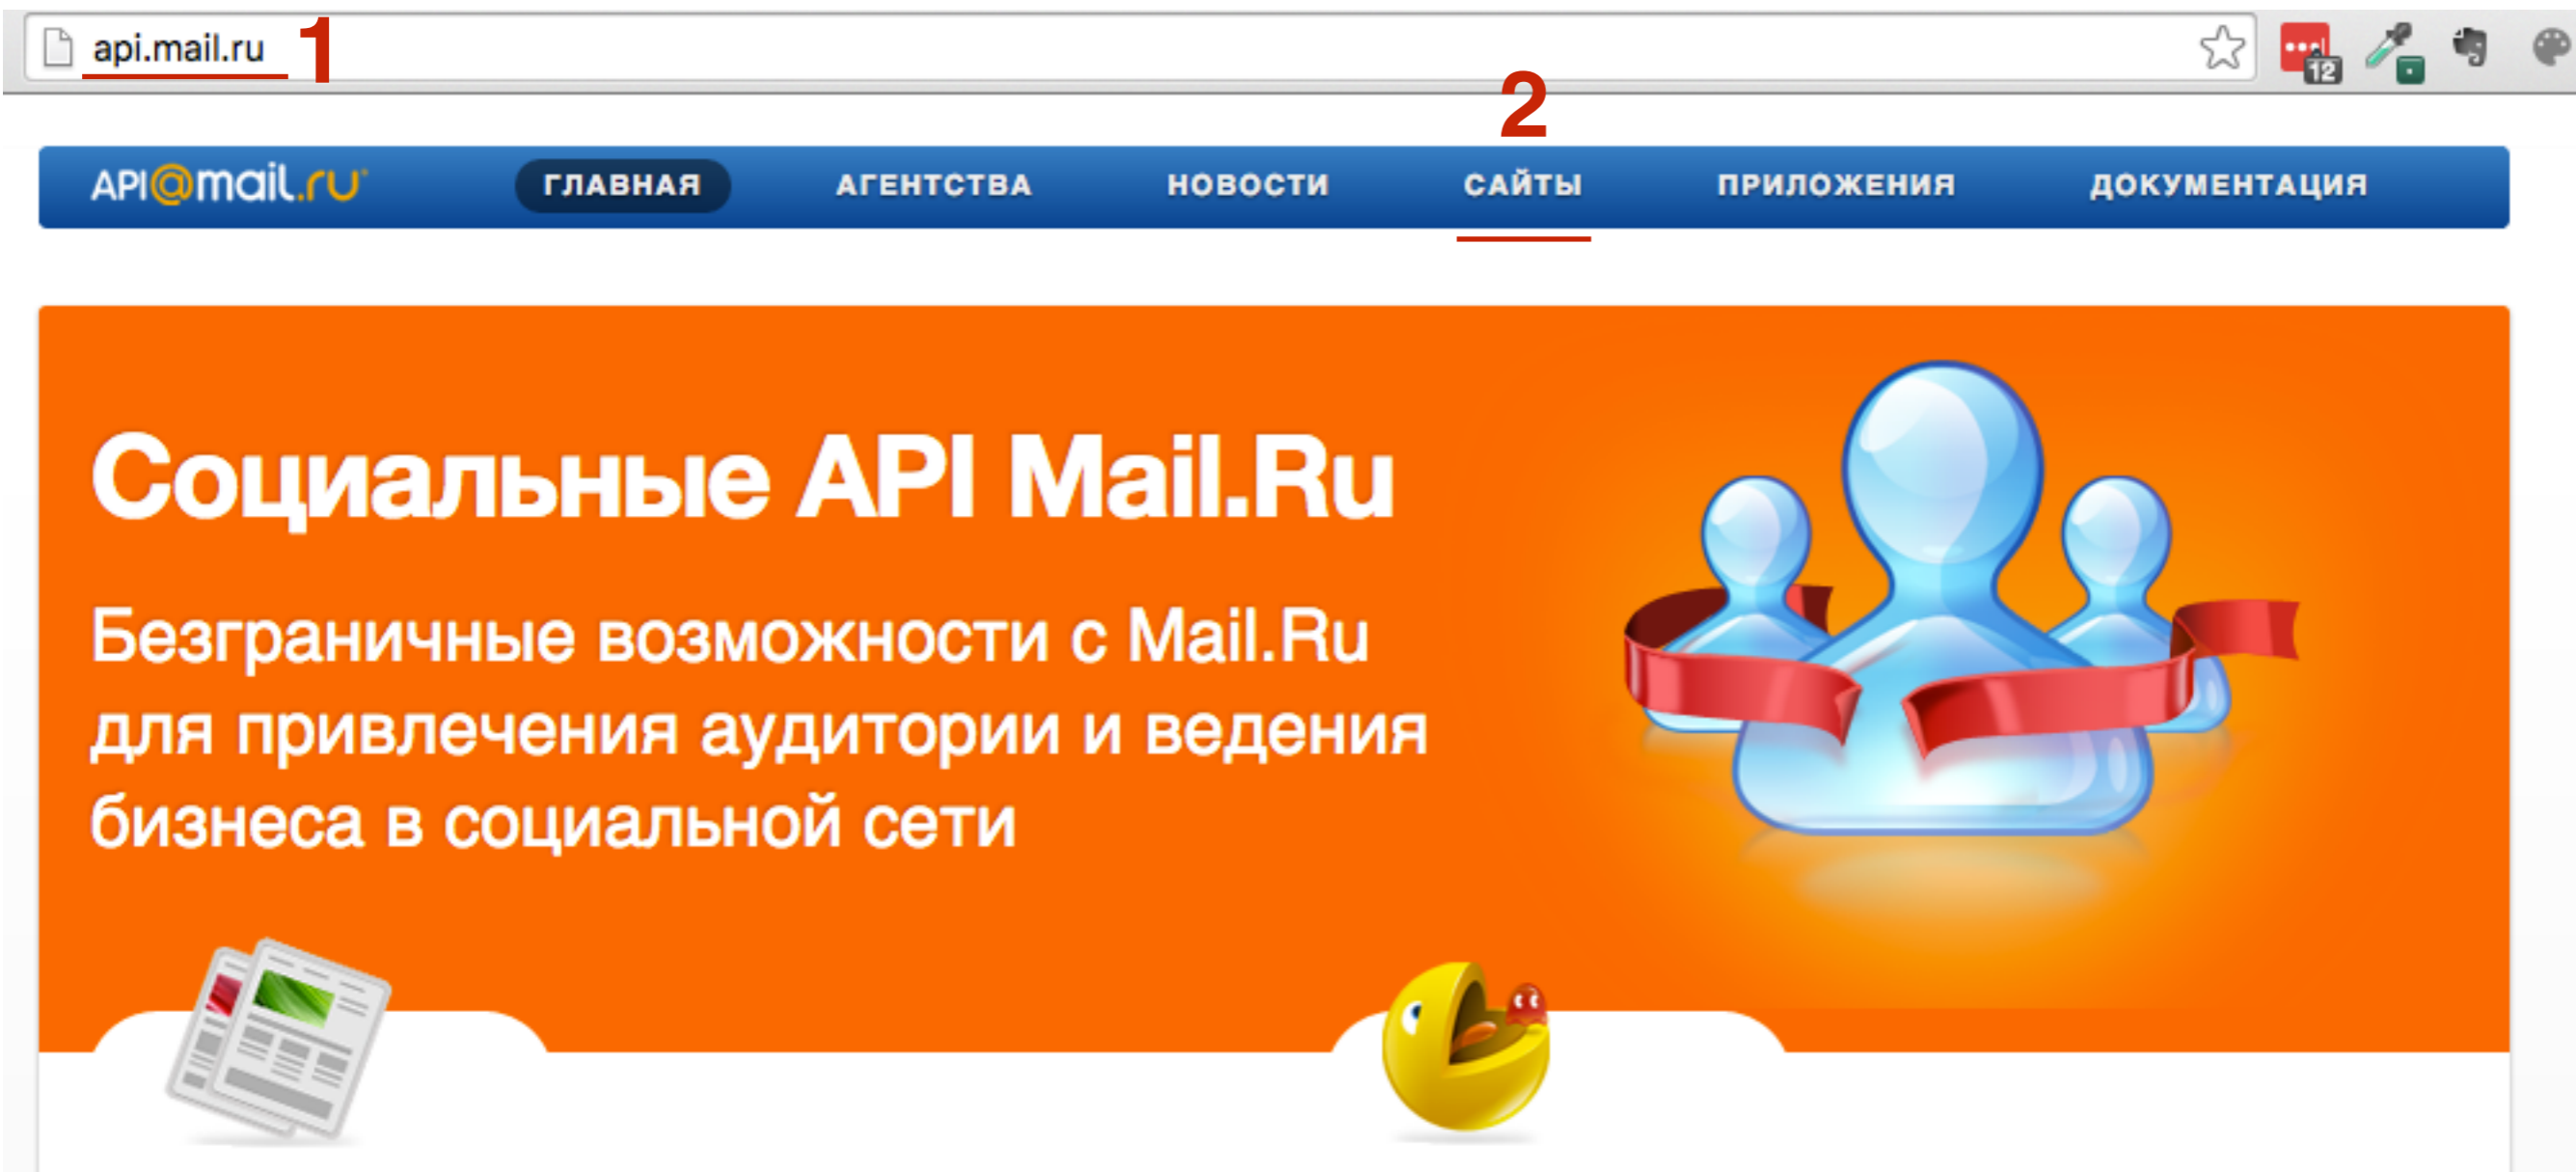 api.mail.ru 1
12
2
API@mail.ru
ГЛАВНАЯ АГЕНТСТВА НОВОСТИ САЙТЫ ПРИЛОЖЕНИЯ ДОКУМЕНТАЦИЯ
Социальные API Mail.Ru
Безграничные возможности с Mail.Ru
для привлечения аудитории и ведения
бизнеса в социальной сети